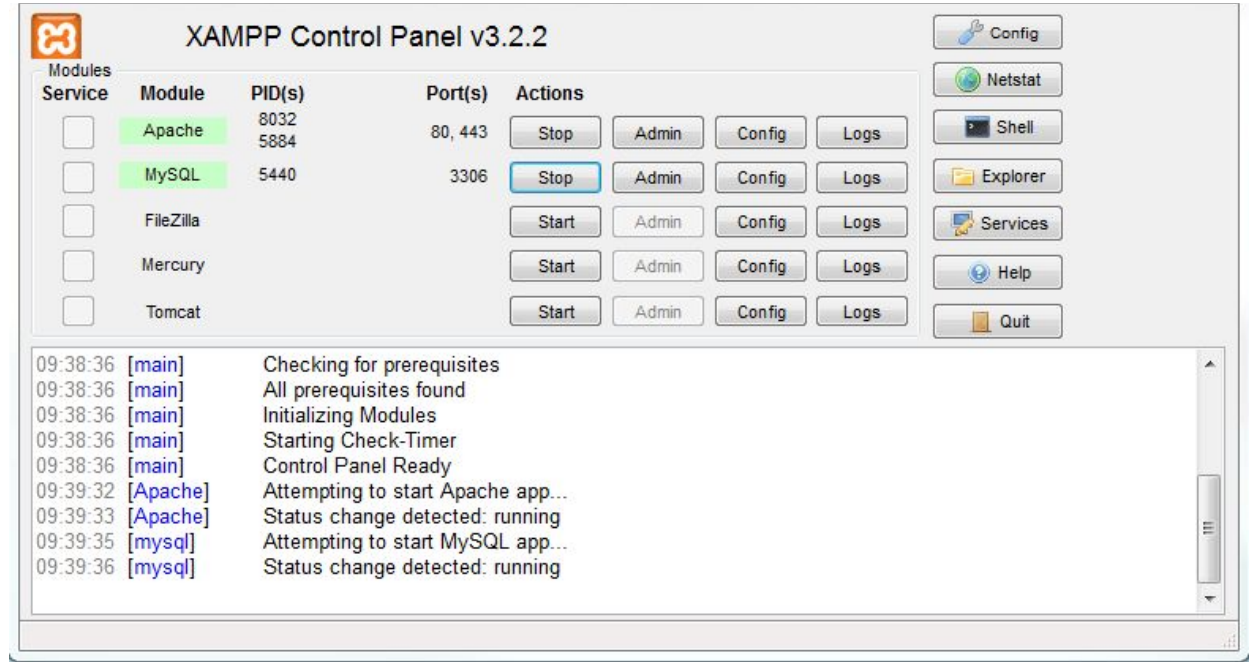 XAMPP Control Panel v3.2.2
Config
Modules
Netstat
Service Module PID(s) Port(s) Actions
Apache 8032 5884 80, 443 Stop Admin Config Logs
Shell
MySQL 5440 3306 Stop Admin Config Logs
Explorer
FileZilla Start Admin Config Logs
Services
Mercury Start Admin Config Logs
Help
Tomcat Start Admin Config Logs
Quit
09:38:36 [main] Checking for prerequisites
09:38:36 [main] All prerequisites found
09:38:36 [main] Initializing Modules
09:38:36 [main] Starting Check-Timer
09:38:36 [main] Control Panel Ready
09:39:32 [Apache] Attempting to start Apache app...
09:39:33 [Apache] Status change detected: running
09:39:35 [mysql] Attempting to start MySQL app...
09:39:36 [mysql] Status change detected: running